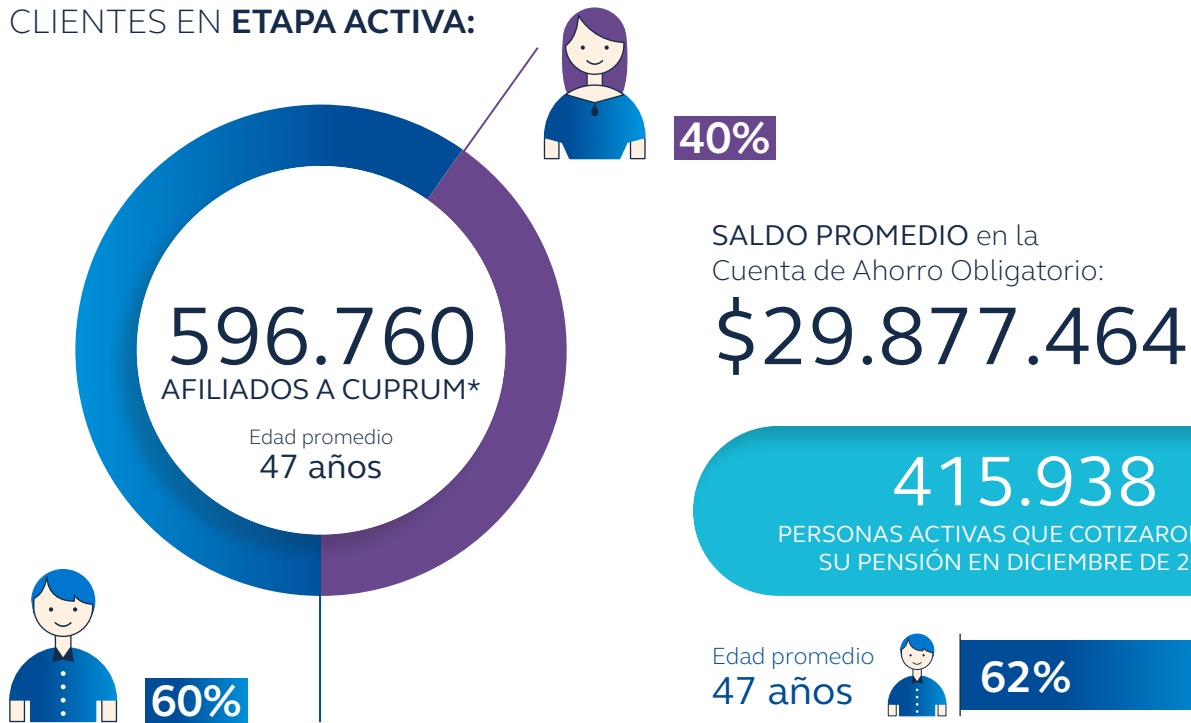 CLIENTES EN ETAPA ACTIVA:
40%
596.760
AFILIADOS A CUPRUM*
Edad promedio
47 años
60%
SALDO PROMEDIO en la
Cuenta de Ahorro Obligatorio:
$29.877.464
415.938
PERSONAS ACTIVAS QUE
SU PENSIÓN EN DICIEMBRE DE
Edad promedio
47 años
62%